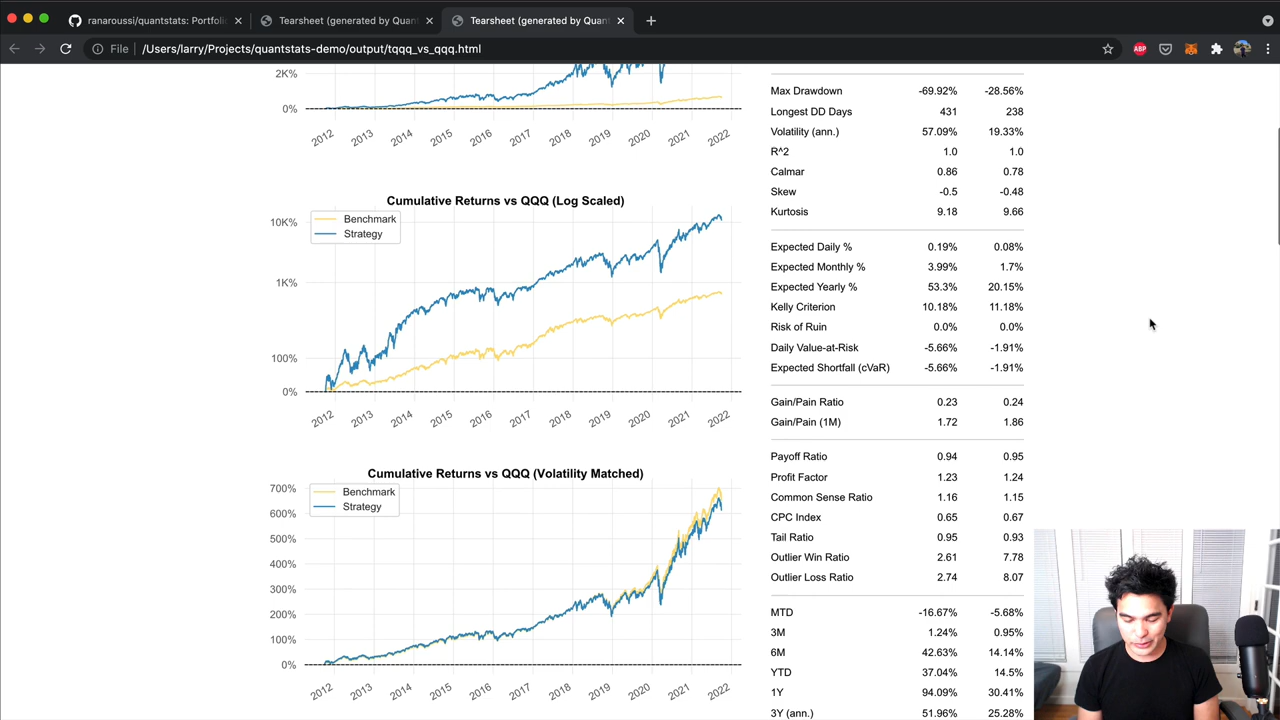 ranaroussi/quantstats: Portfoli
Tearsheet (generated by Quant
Tearsheet (generated by Quant
File
/Users/larry/Projects/quantstats-demo/output/tqqq_vs_qqq.html
ABP
2K%
0%
2012 2013 2014 2015 2016 2017 2018 2019 2020 2021 2022
Cumulative Returns vs QQQ (Log Scaled)
Benchmark
Strategy
10K%
1K%
100%
0%
2012 2013 2014 2015 2016 2017 2018 2019 2020 2021 2022
Cumulative Returns vs QQQ (Volatility Matched)
Benchmark
Strategy
700%
600%
500%
400%
300%
200%
100%
0%
2012 2013 2014 2015 2016 2017 2018 2019 2020 2021 2022
Max Drawdown -69.92% -28.56%
Longest DD Days 431 238
Volatility (ann.) 57.09% 19.33%
R^2 1.0 1.0
Calmar 0.86 0.78
Skew -0.5 -0.48
Kurtosis 9.18 9.66
Expected Daily % 0.19% 0.08%
Expected Monthly % 3.99% 1.7%
Expected Yearly % 53.3% 20.15%
Kelly Criterion 10.18% 11.18%
Risk of Ruin 0.0% 0.0%
Daily Value-at-Risk -5.66% -1.91%
Expected Shortfall (cVaR) -5.66% -1.91%
Gain/Pain Ratio 0.23 0.24
Gain/Pain (1M) 1.72 1.86
Payoff Ratio 0.94 0.95
Profit Factor 1.23 1.24
Common Sense Ratio 1.16 1.15
CPC Index 0.65 0.67
Tail Ratio 0.95 0.93
Outlier Win Ratio 2.61 7.78
Outlier Loss Ratio 2.74 8.07
MTD -16.67% -5.68%
3M 1.24% 0.95%
6M 42.63% 14.14%
YTD 37.04% 14.5%
1Y 94.09% 30.41%
3Y (ann.) 51.96% 25.28%